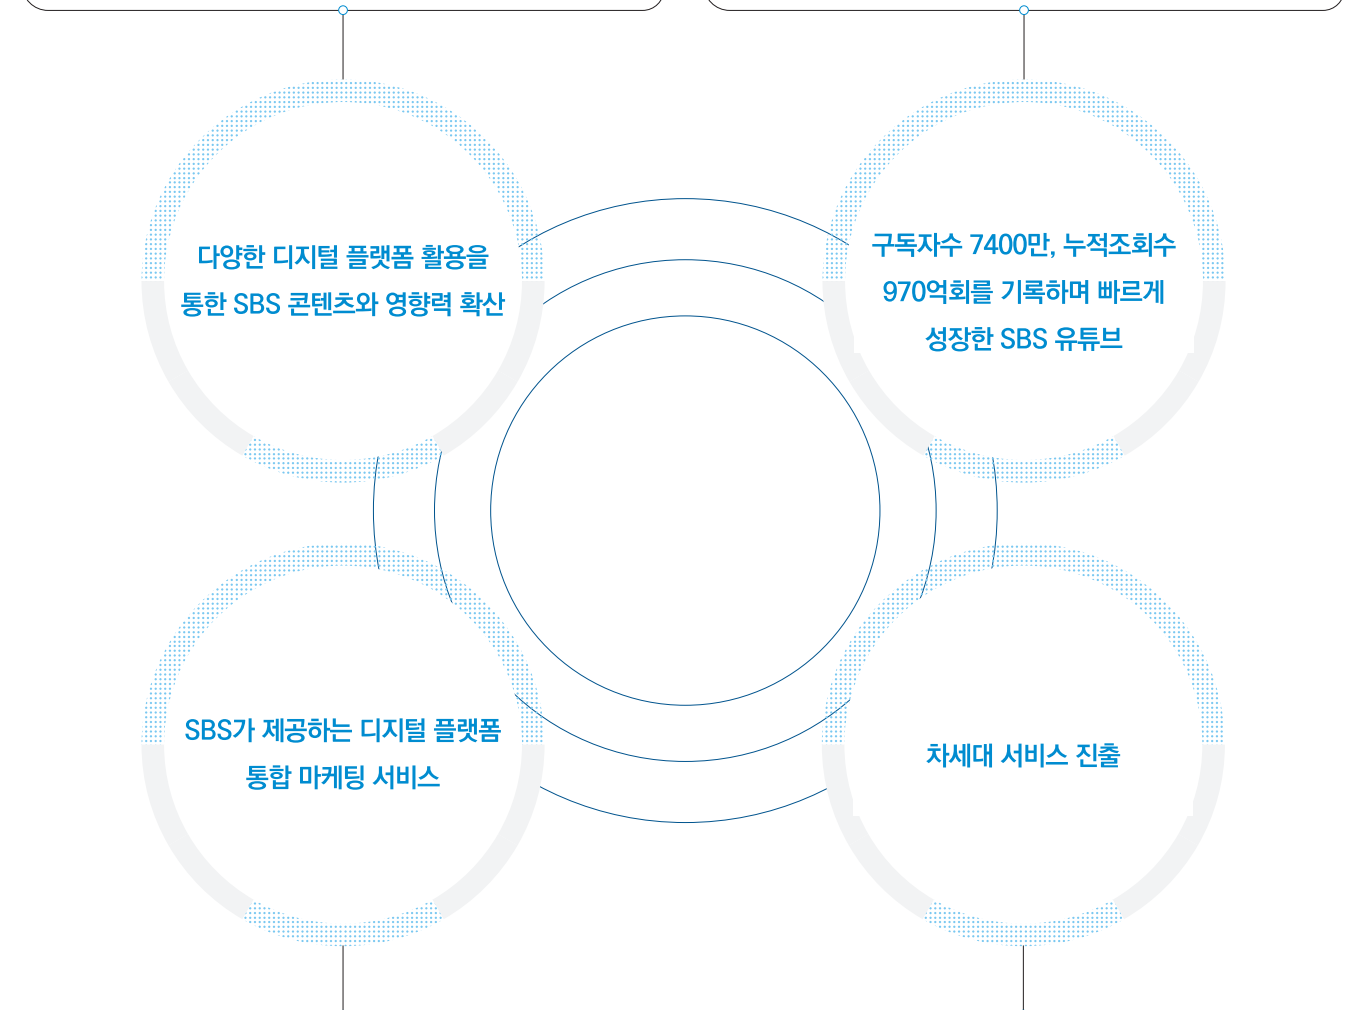 다양한 디지털 플랫폼 활용을
통한 SBS 콘텐츠와 영향력 확산
구독자수 7400만, 누적조회수
970억회를 기록하며 빠르게
성장한 SBS 유튜브
SBS가 제공하는 디지털 플랫폼
통합 마케팅 서비스
차세대 서비스 진출